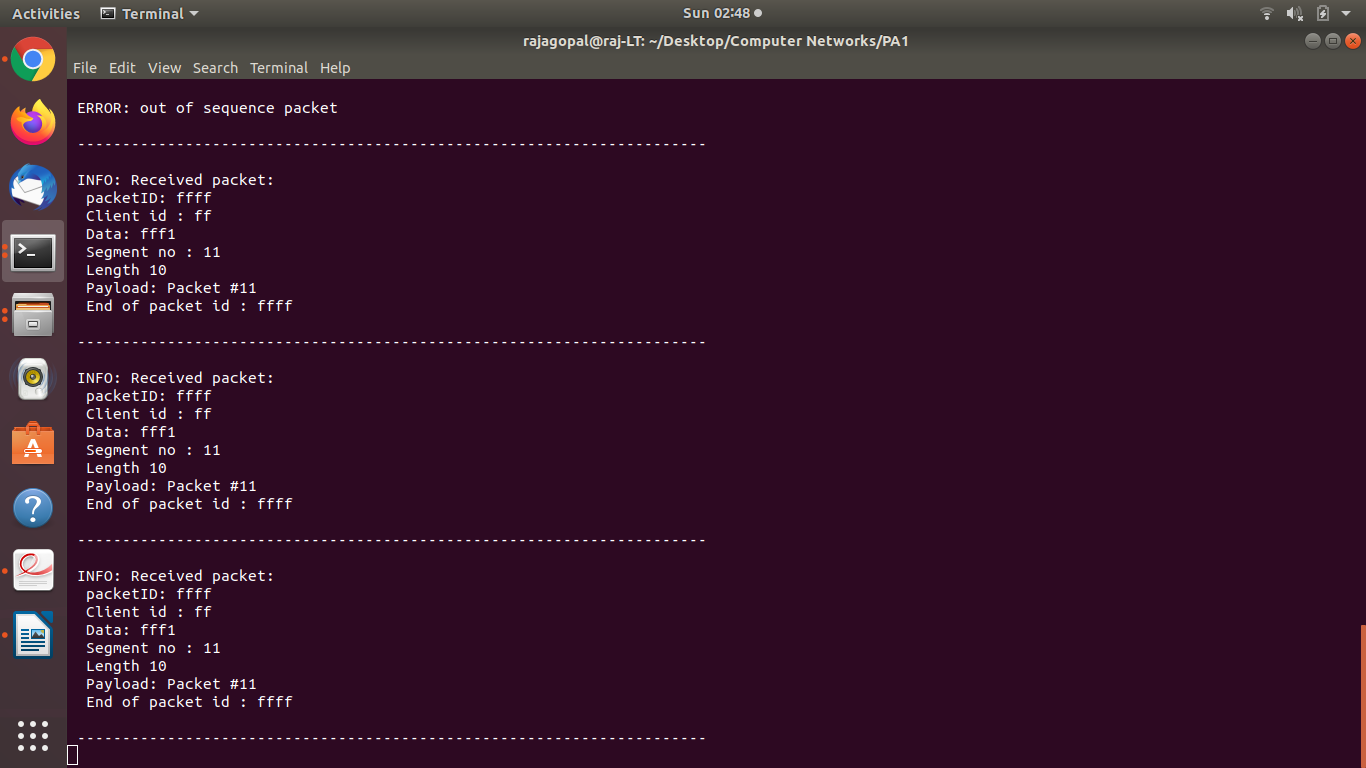 Activities Terminal Sun 02:48
rajagopal@raj-LT: ~/Desktop/Computer Networks/PA1
File Edit View Search Terminal Help
ERROR: out of sequence packet
----------------------------------------------------------------------
INFO: Received packet:
packetID: ffff
Client id : ff
Data: fff1
Segment no : 11
Length 10
Payload: Packet #11
End of packet id : ffff
----------------------------------------------------------------------
INFO: Received packet:
packetID: ffff
Client id : ff
Data: fff1
Segment no : 11
Length 10
Payload: Packet #11
End of packet id : ffff
----------------------------------------------------------------------
INFO: Received packet:
packetID: ffff
Client id : ff
Data: fff1
Segment no : 11
Length 10
Payload: Packet #11
End of packet id : ffff
----------------------------------------------------------------------